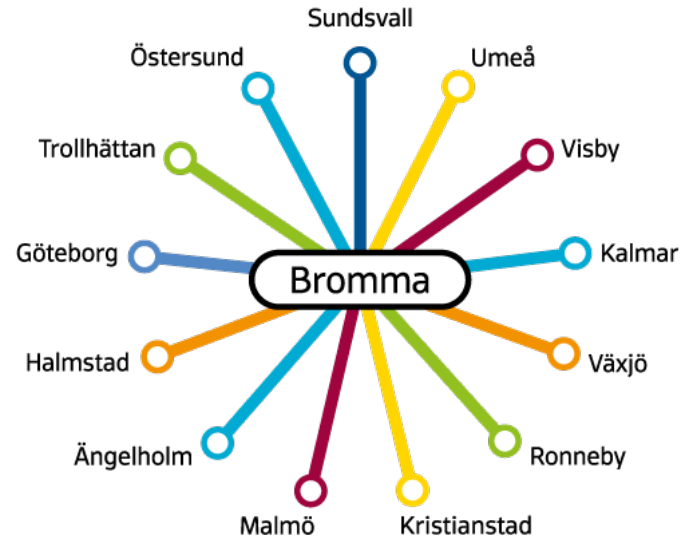 Sundsvall
Östersund
Umeå
Trollhättan
Visby
Göteborg
Kalmar
Bromma
Halmstad
Växjö
Ängelholm
Ronneby
Malmö
Kristianstad